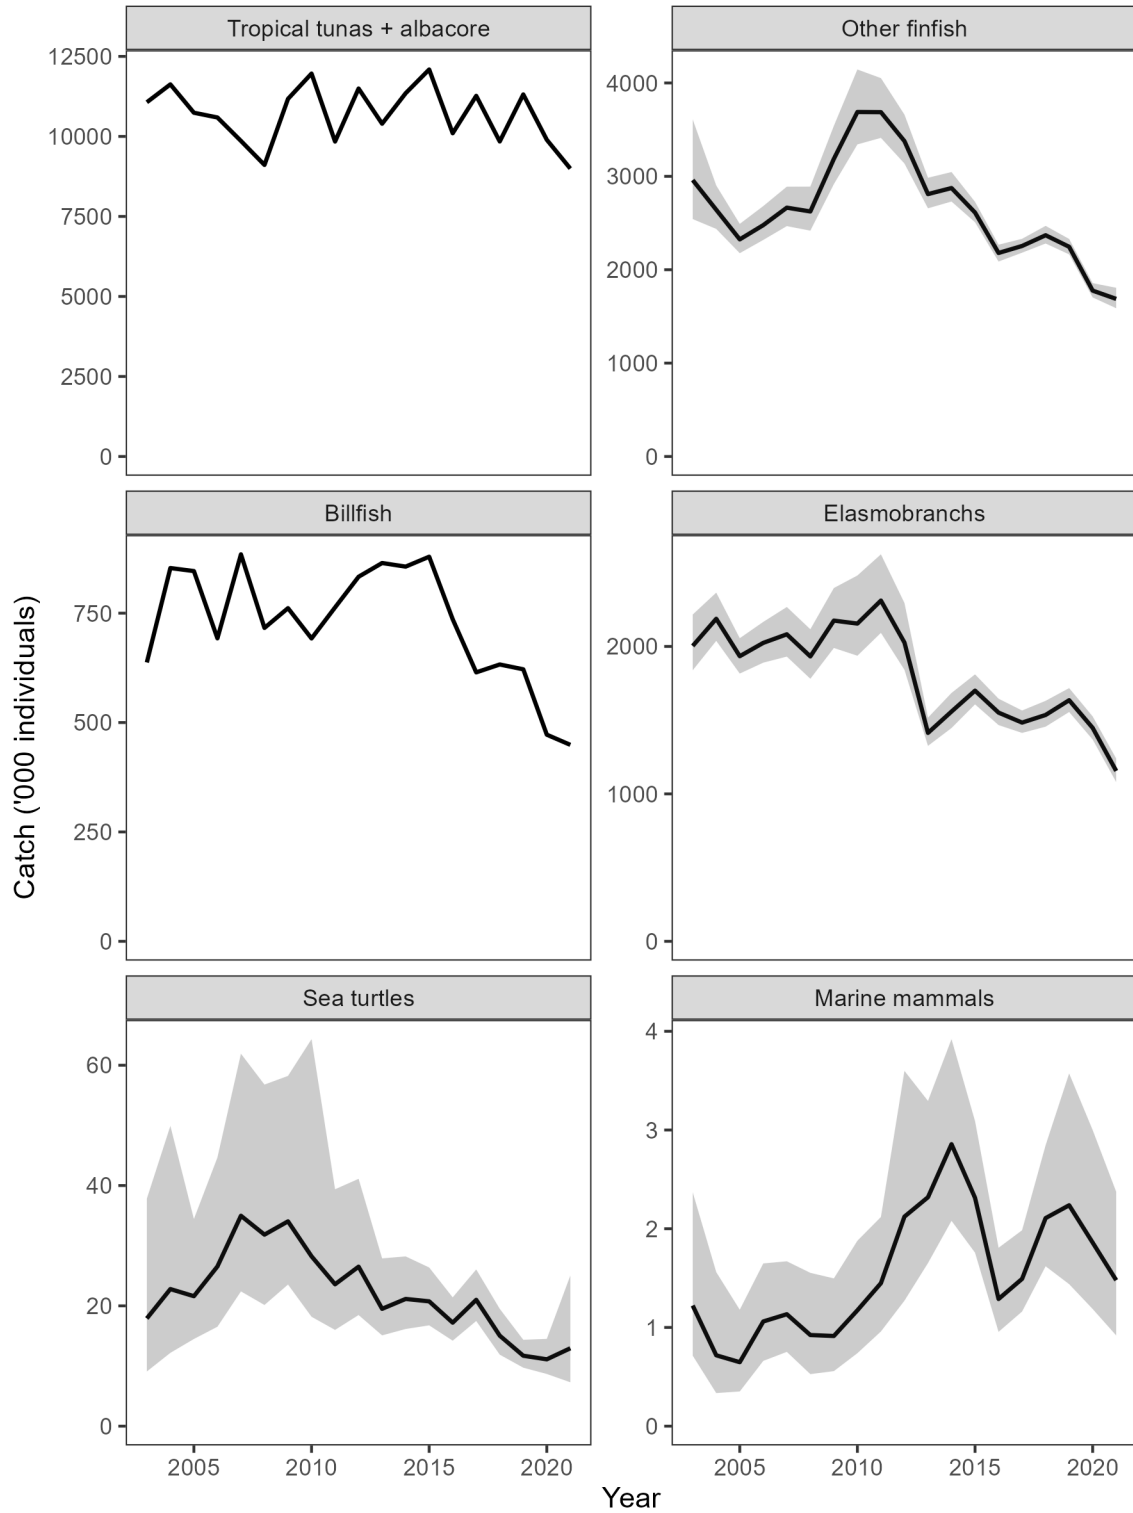 Tropical tunas + albacore
12500
10000
7500
5000
2500
0
Other finfish
4000
3000
2000
1000
0
Billfish
750
500
250
0
Elasmobranchs
2000
1000
0
Sea turtles
60
40
20
0
2005 2010 2015 2020
Marine mammals
4
3
2
1
0
2005 2010 2015 2020
Catch ('000 individuals)
Year